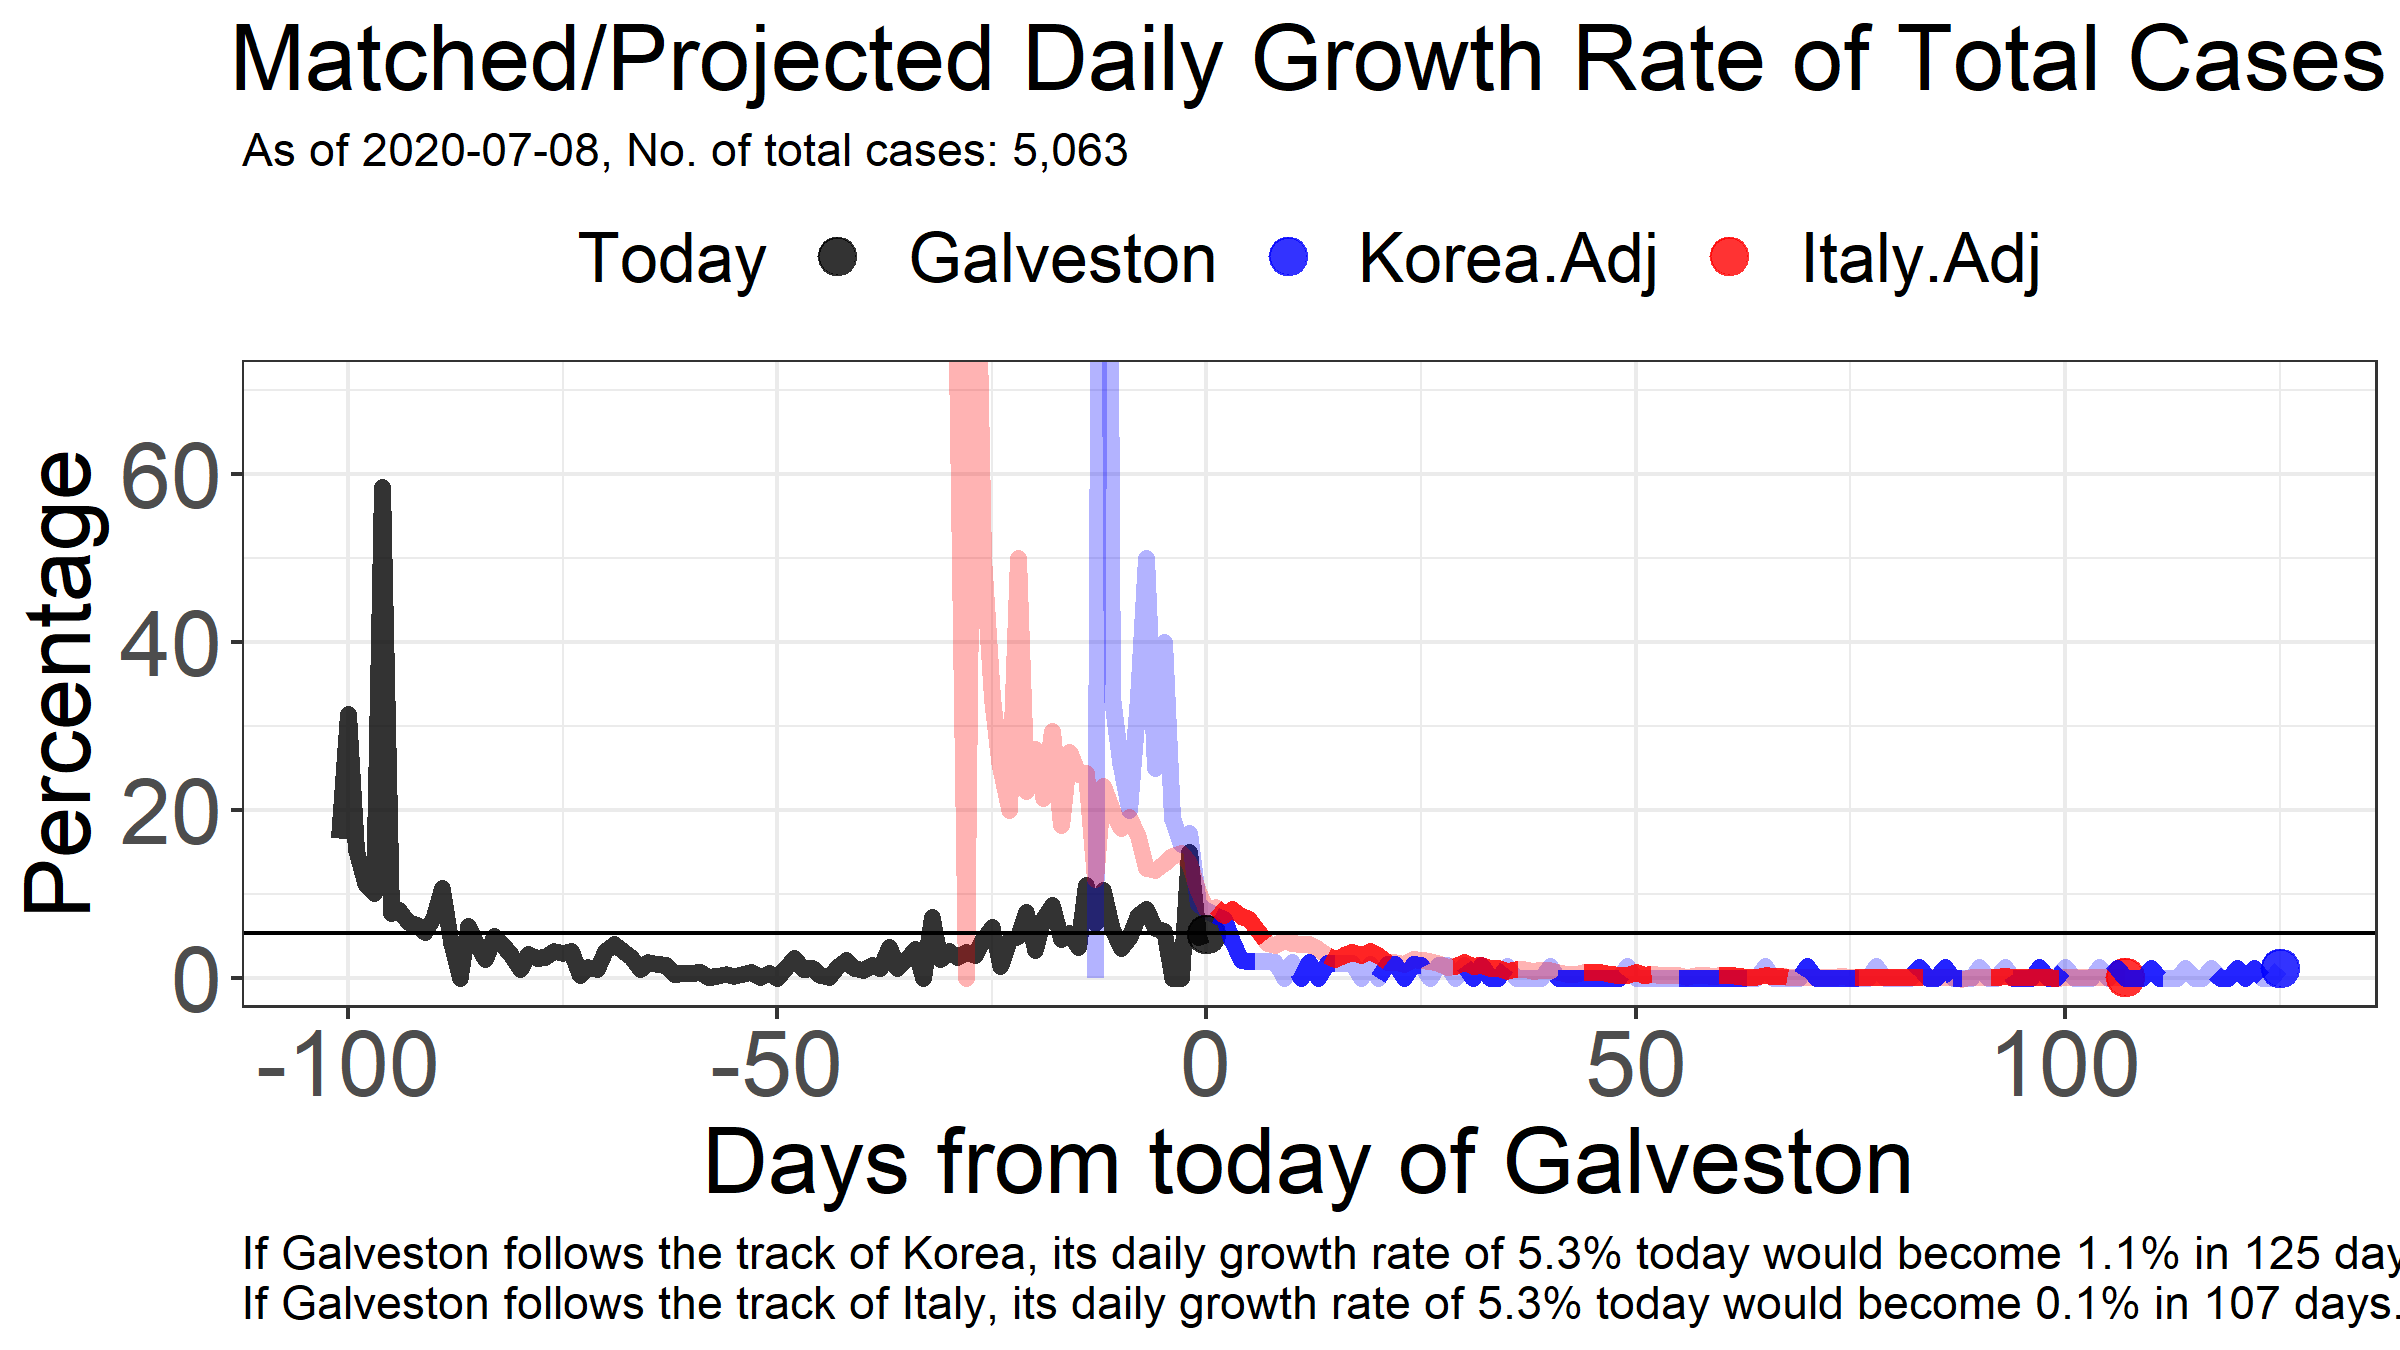 Matched/Projected Daily Growth Rate of Total Cases
As of 2020-07-08, No. of total cases: 5,063
Today Galveston Korea.Adj Italy.Adj
Percentage
60
40
20
0
-100 -50 0 50 100
Days from today of Galveston
If Galveston follows the track of Korea, its daily growth rate of 5.3% today would become 1.1% in 125 day
If Galveston follows the track of Italy, its daily growth rate of 5.3% today would become 0.1% in 107 days.